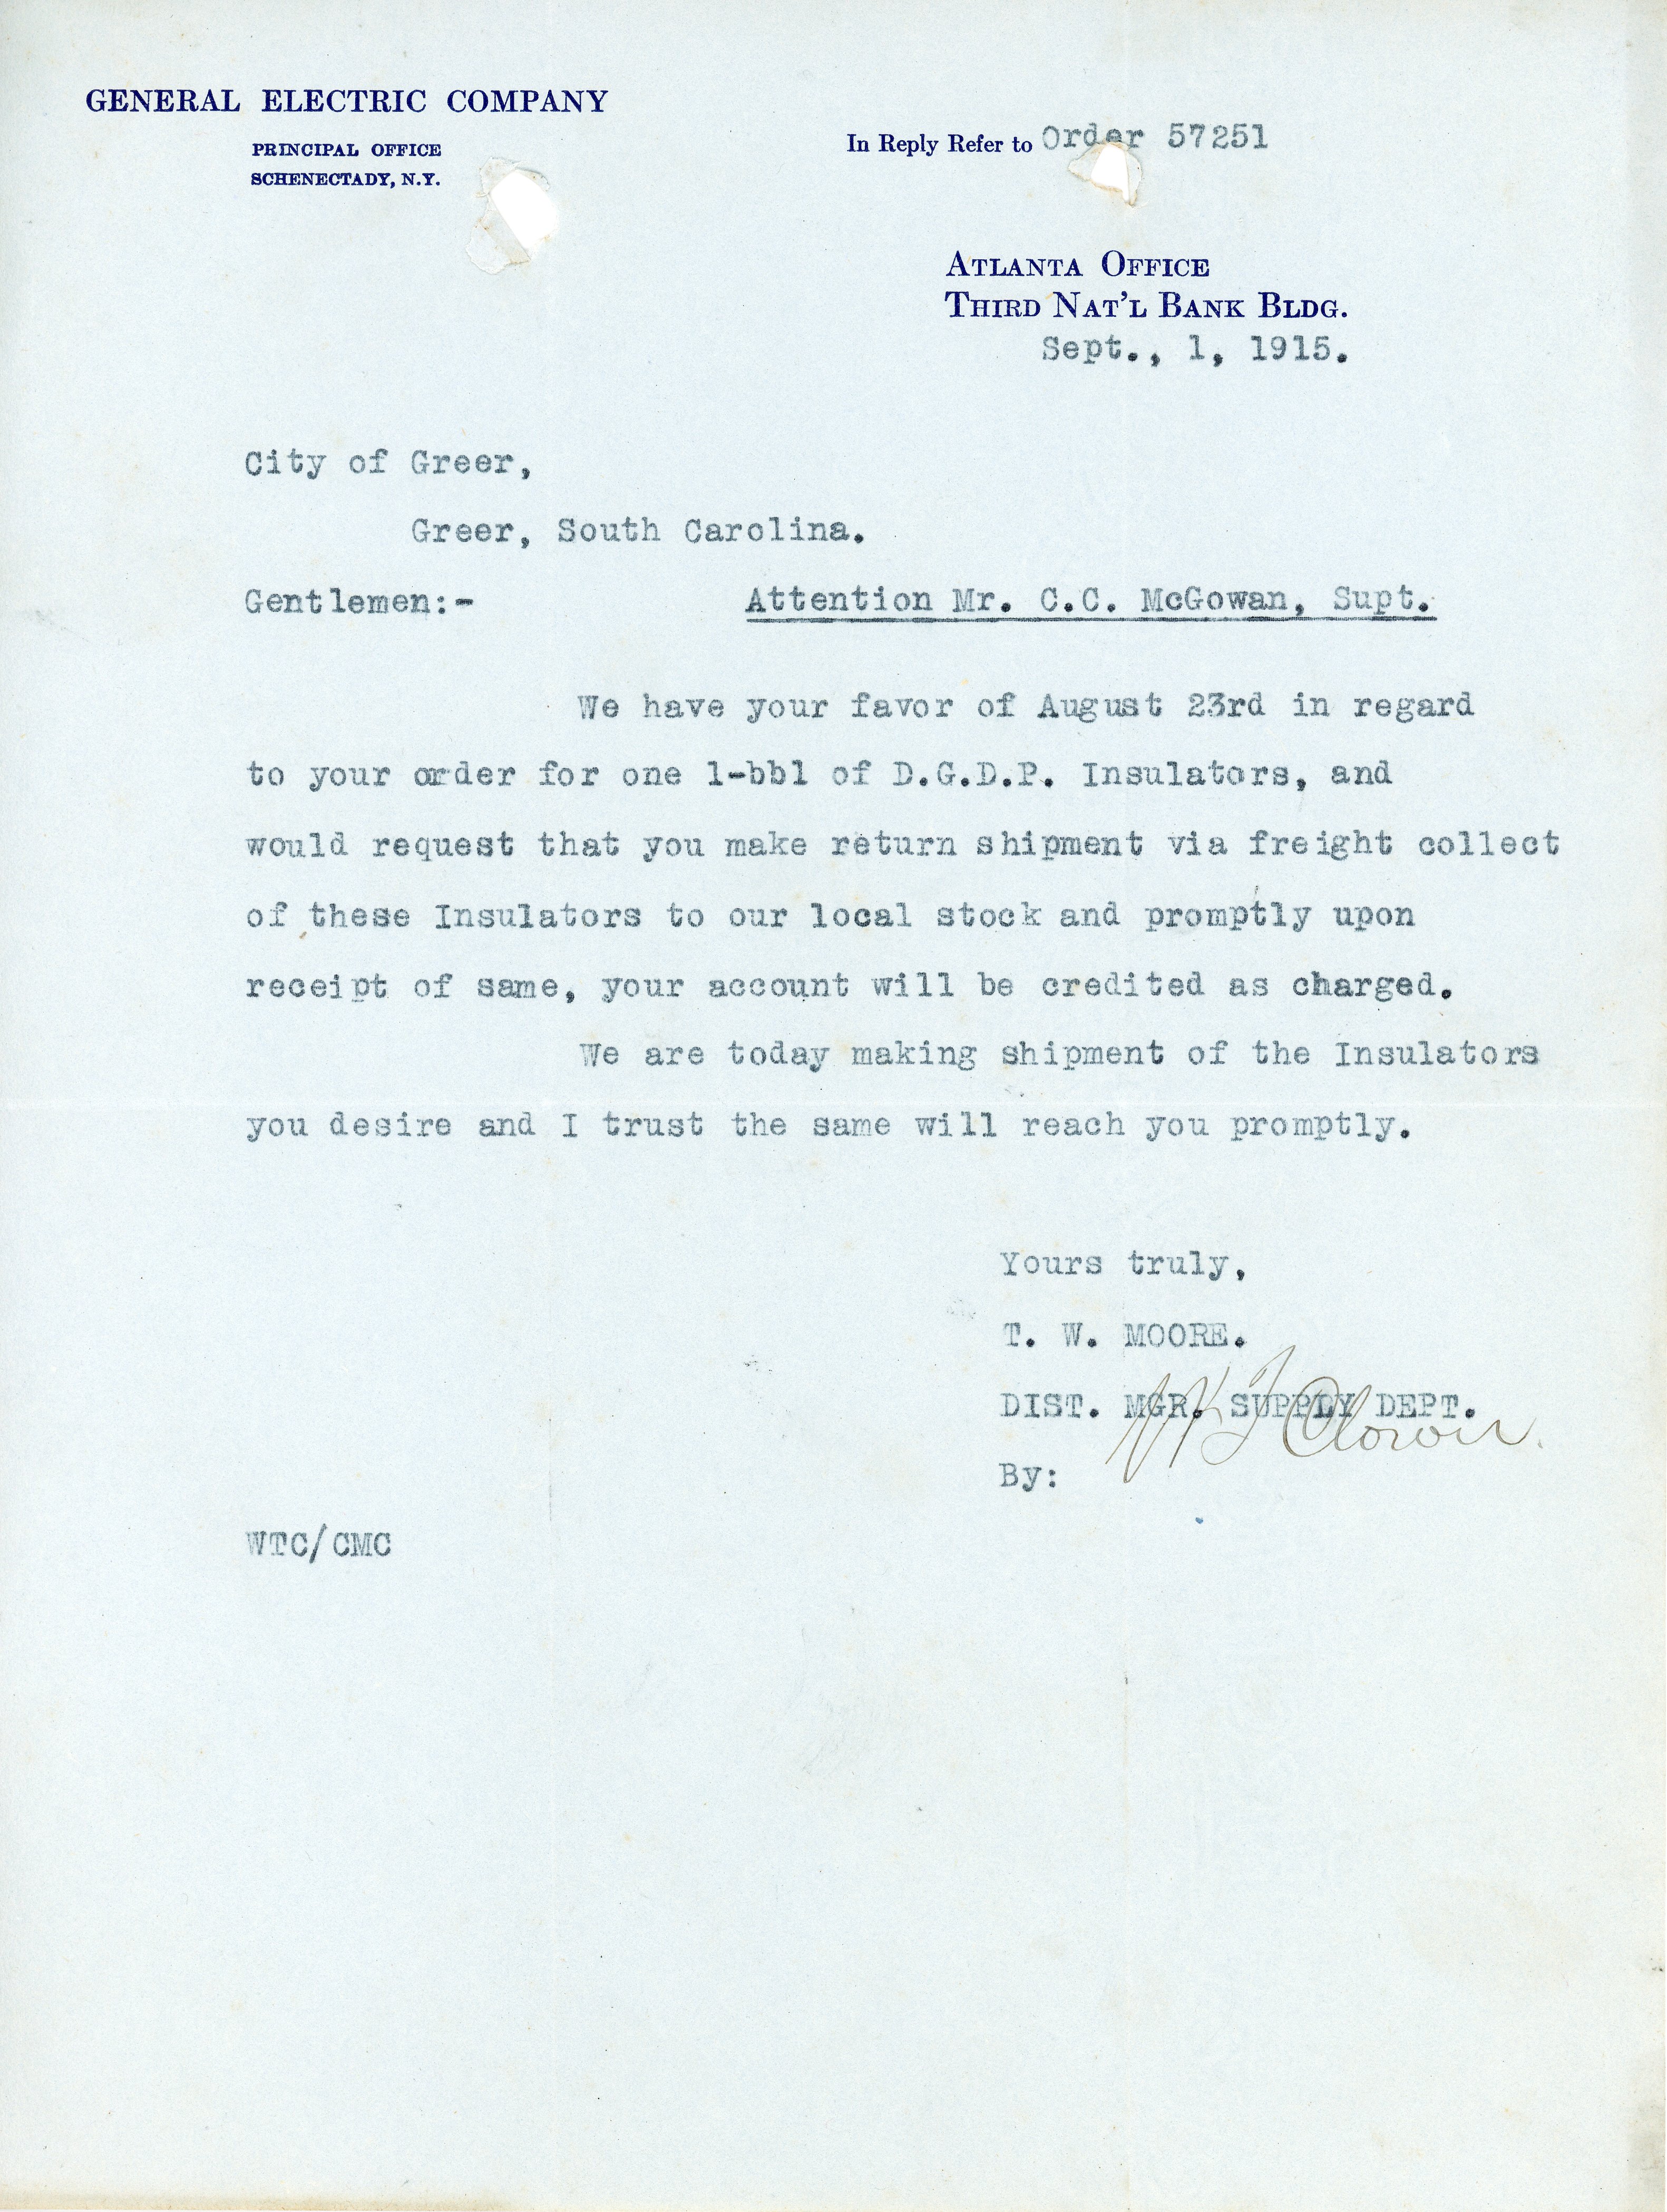 GENERAL ELECTRIC COMPANY
PRINCIPAL OFFICE
SCHENECTADY, N.Y.
In Reply Refer to Order 57251
ATLANTA OFFICE
THIRD NAT'L BANK BLDG.
Sept., 1, 1915.
City of Greer,
Greer, South Carolina.
Gentlemen:- Attention Mr. C.C. McGowan, Supt.
We have your favor of August 23rd in regard
to your order for one 1-bbl of D.G.D.P. Insulators, and
would request that you make return shipment via freight collect
of these Insulators to our local stock and promptly upon
receipt of same, your account will be credited as charged.
We are today making shipment of the Insulators
you desire and I trust the same will reach you promptly.
Yours truly,
T. W. MOORE.
DIST. MGR. SUPPLY DEPT.
By:
WTC/CMC